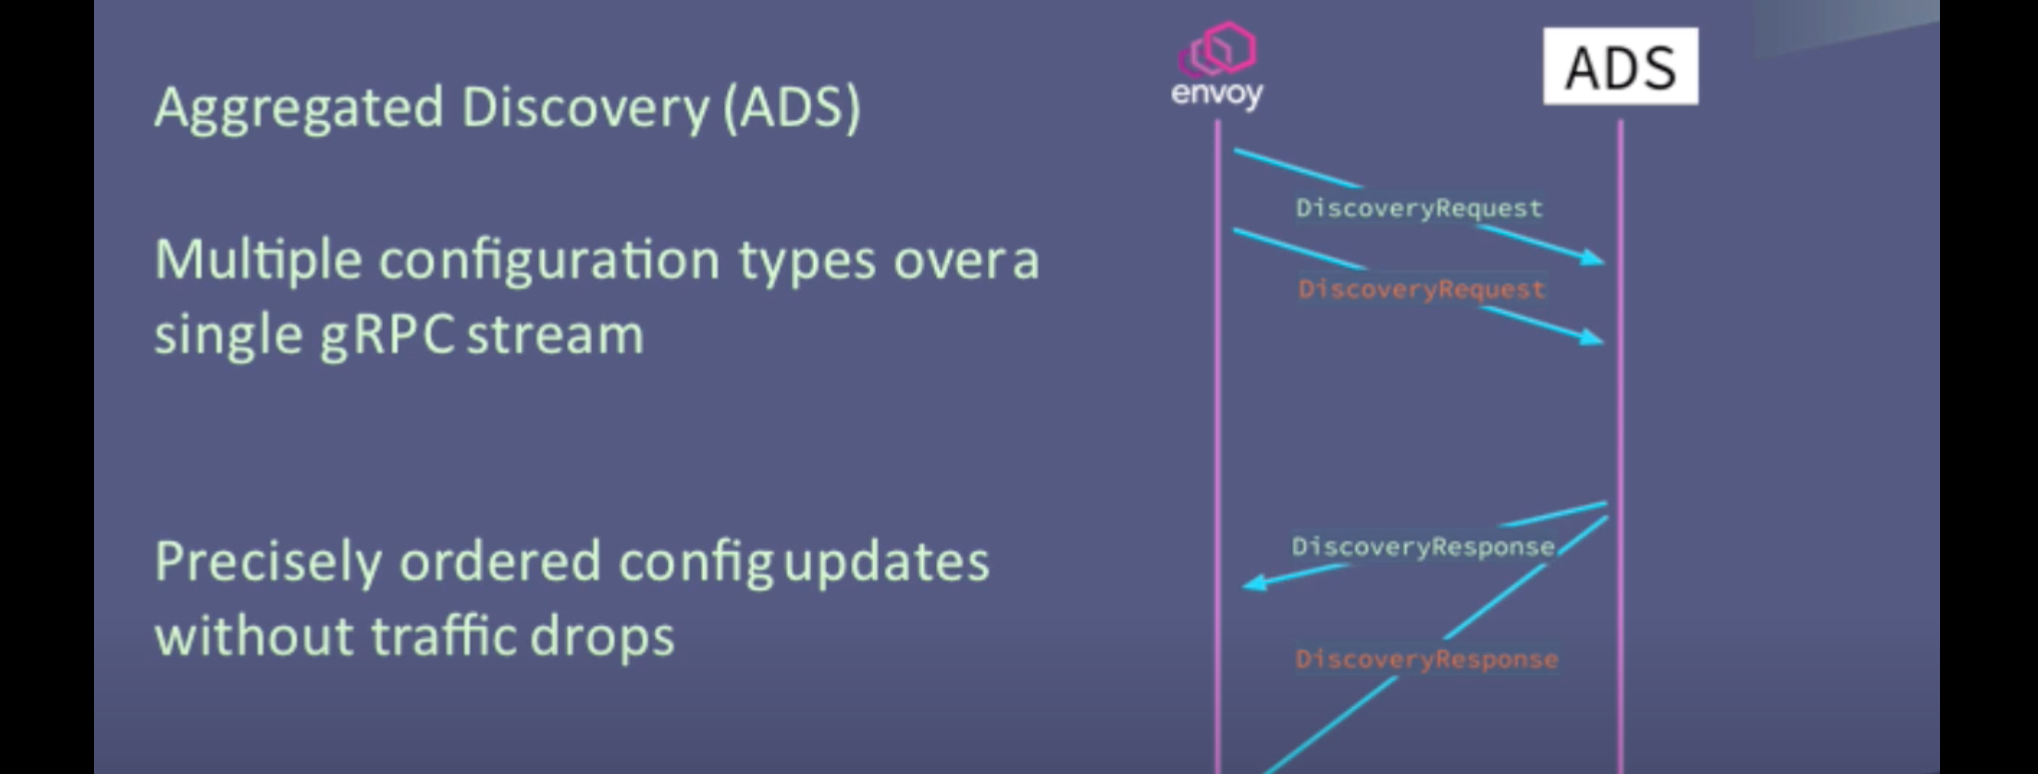 Aggregated Discovery (ADS)
Multiple configuration types over a
single gRPC stream
Precisely ordered config updates
without traffic drops
envoy
ADS
DiscoveryRequest
DiscoveryRequest
DiscoveryResponse
DiscoveryResponse